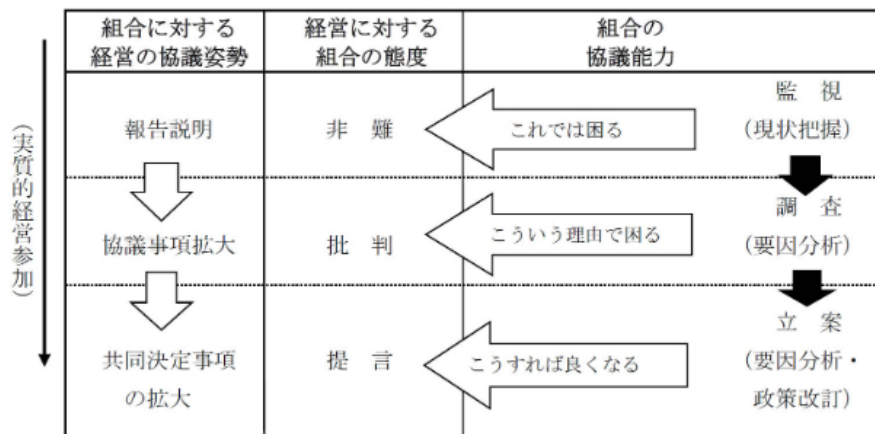 組合に対する
経営の協議姿勢
経営に対する
組合の態度
組合の
協議能力
(実質的経営参加)
報告説明
非　難
これでは困る
監　視
(現状把握)
協議事項拡大
批　判
こういう理由で困る
調　査
(要因分析)
共同決定事項
の拡大
提　言
こうすれば良くなる
立　案
(要因分析・
政策改訂)